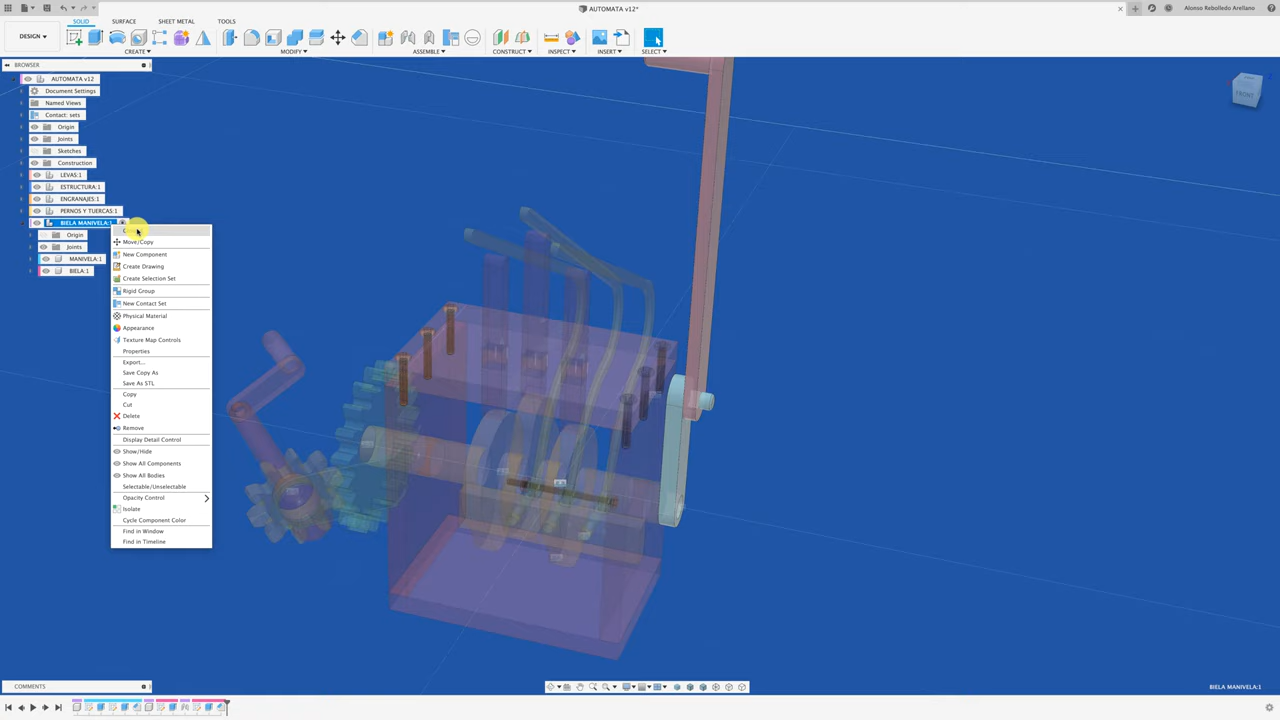 AUTOMATA v12*
Alonso Rebolledo Arellano
DESIGN
SOLID
SURFACE
SHEET METAL
TOOLS
CREATE
MODIFY
ASSEMBLE
CONSTRUCT
INSPECT
INSERT
SELECT
BROWSER
AUTOMATA v12
Document Settings
Named Views
Contact: sets
Origin
Joints
Sketches
Construction
LEVAS:1
ESTRUCTURA:1
ENGRANAJES:1
PERNOS Y TUERCAS:1
BIELA MANIVELA:1
Origin
Joints
MANIVELA:1
BIELA:1
Move/Copy
New Component
Create Drawing
Create Selection Set
Rigid Group
New Contact Set
Physical Material
Appearance
Texture Map Controls
Properties
Export...
Save Copy As
Save As STL
Copy
Cut
Delete
Remove
Display Detail Control
Show/Hide
Show All Components
Show All Bodies
Selectable/Unselectable
Opacity Control
Isolate
Cycle Component Color
Find in Window
Find in Timeline
FRONT
COMMENTS
BIELA MANIVELA:1